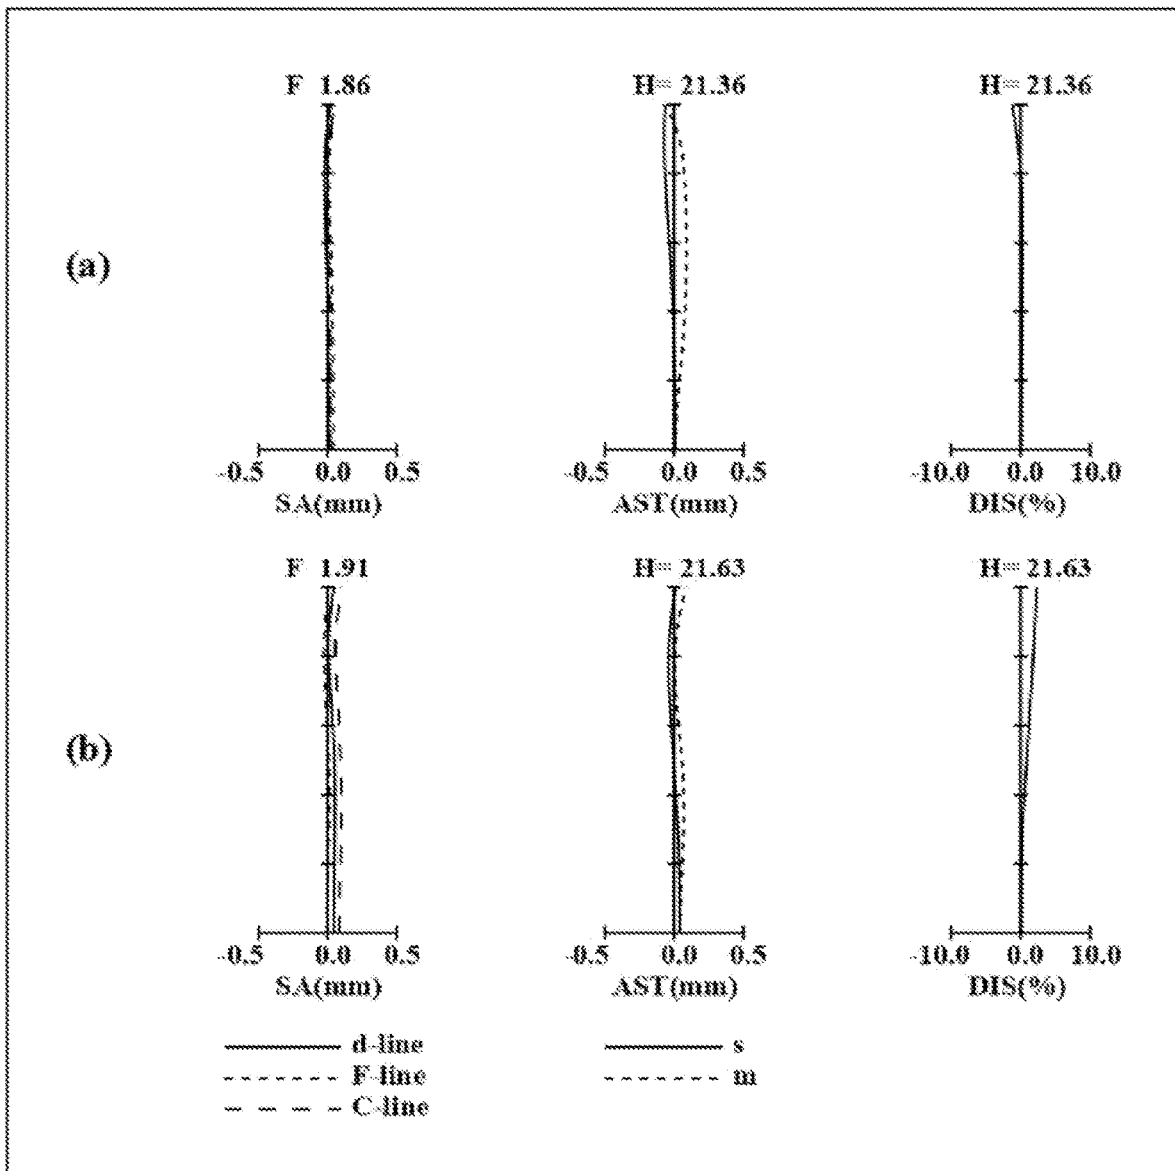 F 1.86 H= 21.36 H= 21.36
(a)
-0.5 0.0 0.5 -0.5 0.0 0.5 -10.0 0.0 10.0
SA(mm) AST(mm) DIS(%)
F 1.91 H= 21.63 H= 21.63
(b)
-0.5 0.0 0.5 -0.5 0.0 0.5 -10.0 0.0 10.0
SA(mm) AST(mm) DIS(%)
d-line s
F-line m
C-line